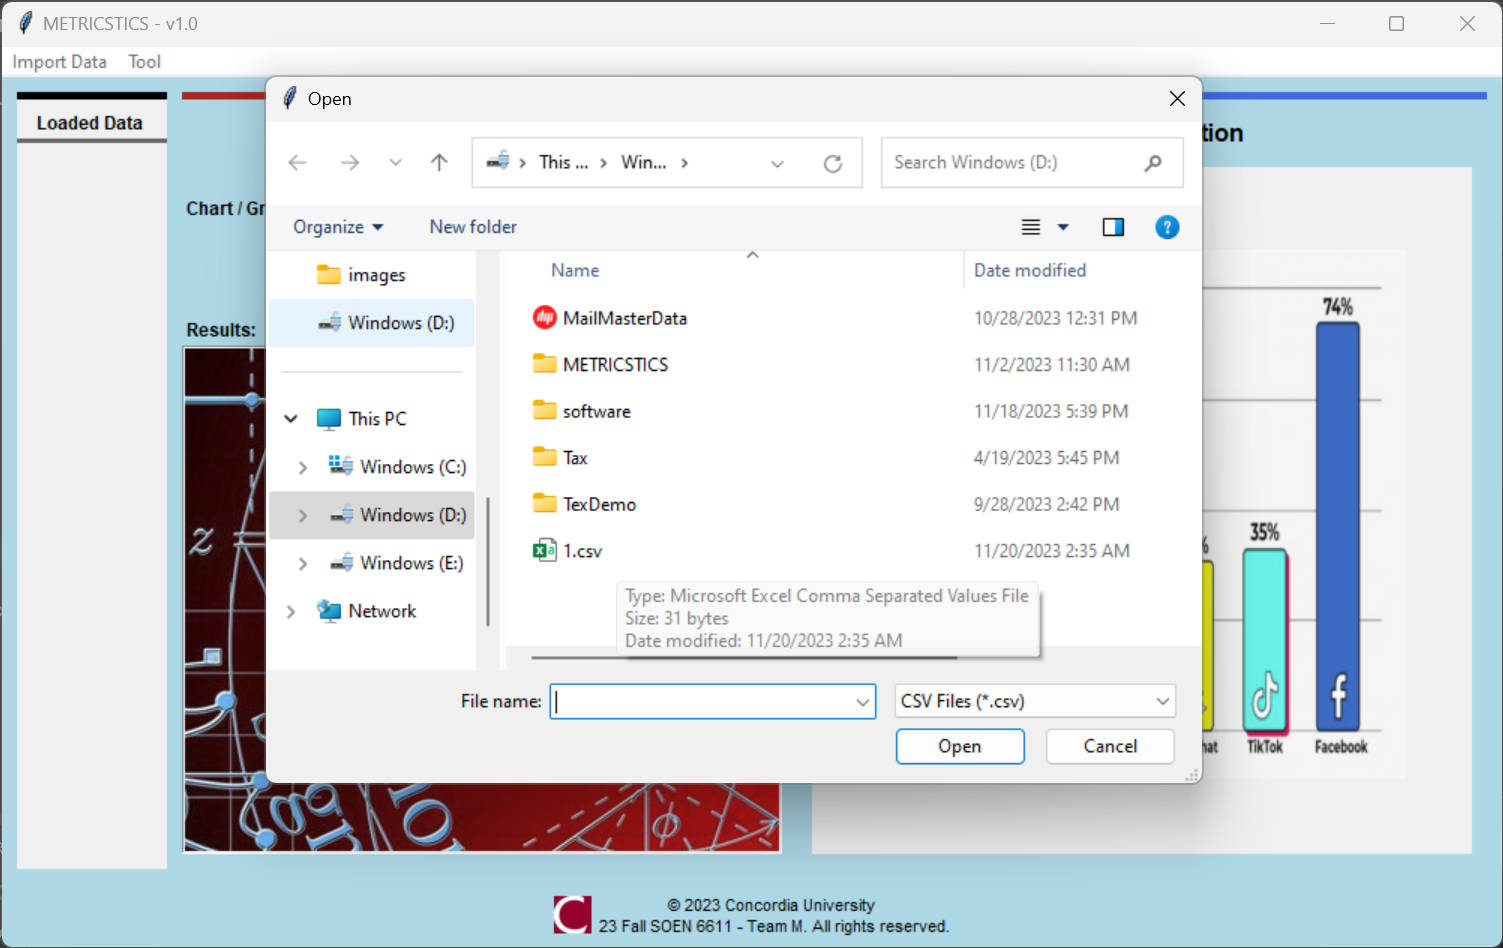 METRICSTICS - v1.0
Import Data Tool
Loaded Data
Chart / Gr
Results:
Open
This ... Win...
Search Windows (D:)
Organize New folder
?
images
Windows (D:)
This PC
Windows (C:)
Windows (D:)
Windows (E:)
Network
Name Date modified
MailMasterData 10/28/2023 12:31 PM
METRICSTICS 11/2/2023 11:30 AM
software 11/18/2023 5:39 PM
Tax 4/19/2023 5:45 PM
TexDemo 9/28/2023 2:42 PM
1.csv 11/20/2023 2:35 AM
Type: Microsoft Excel Comma Separated Values File
Size: 31 bytes
Date modified: 11/20/2023 2:35 AM
File name:
CSV Files (*.csv)
Open Cancel
tion
74%
35%
%
hat TikTok Facebook
z
ϕ
© 2023 Concordia University
23 Fall SOEN 6611 - Team M. All rights reserved.